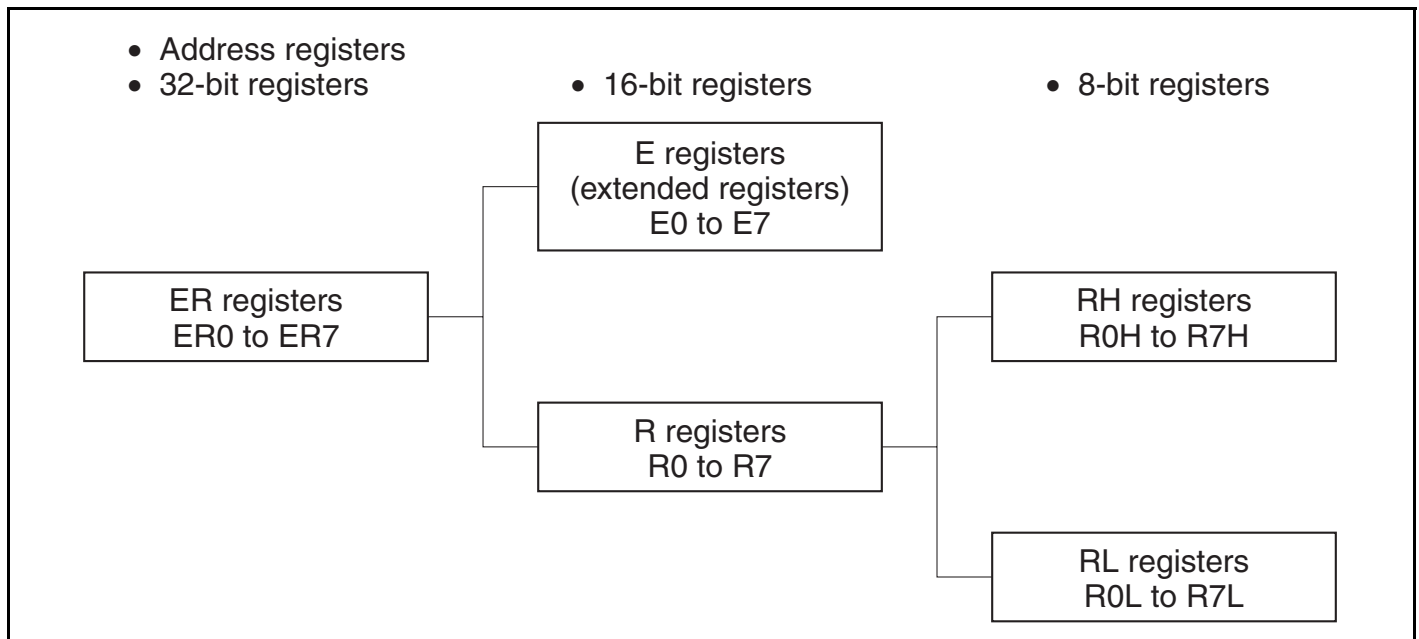 • Address registers
• 32-bit registers
• 16-bit registers
• 8-bit registers
E registers
(extended registers)
E0 to E7
ER registers
ER0 to ER7
RH registers
R0H to R7H
R registers
R0 to R7
RL registers
R0L to R7L